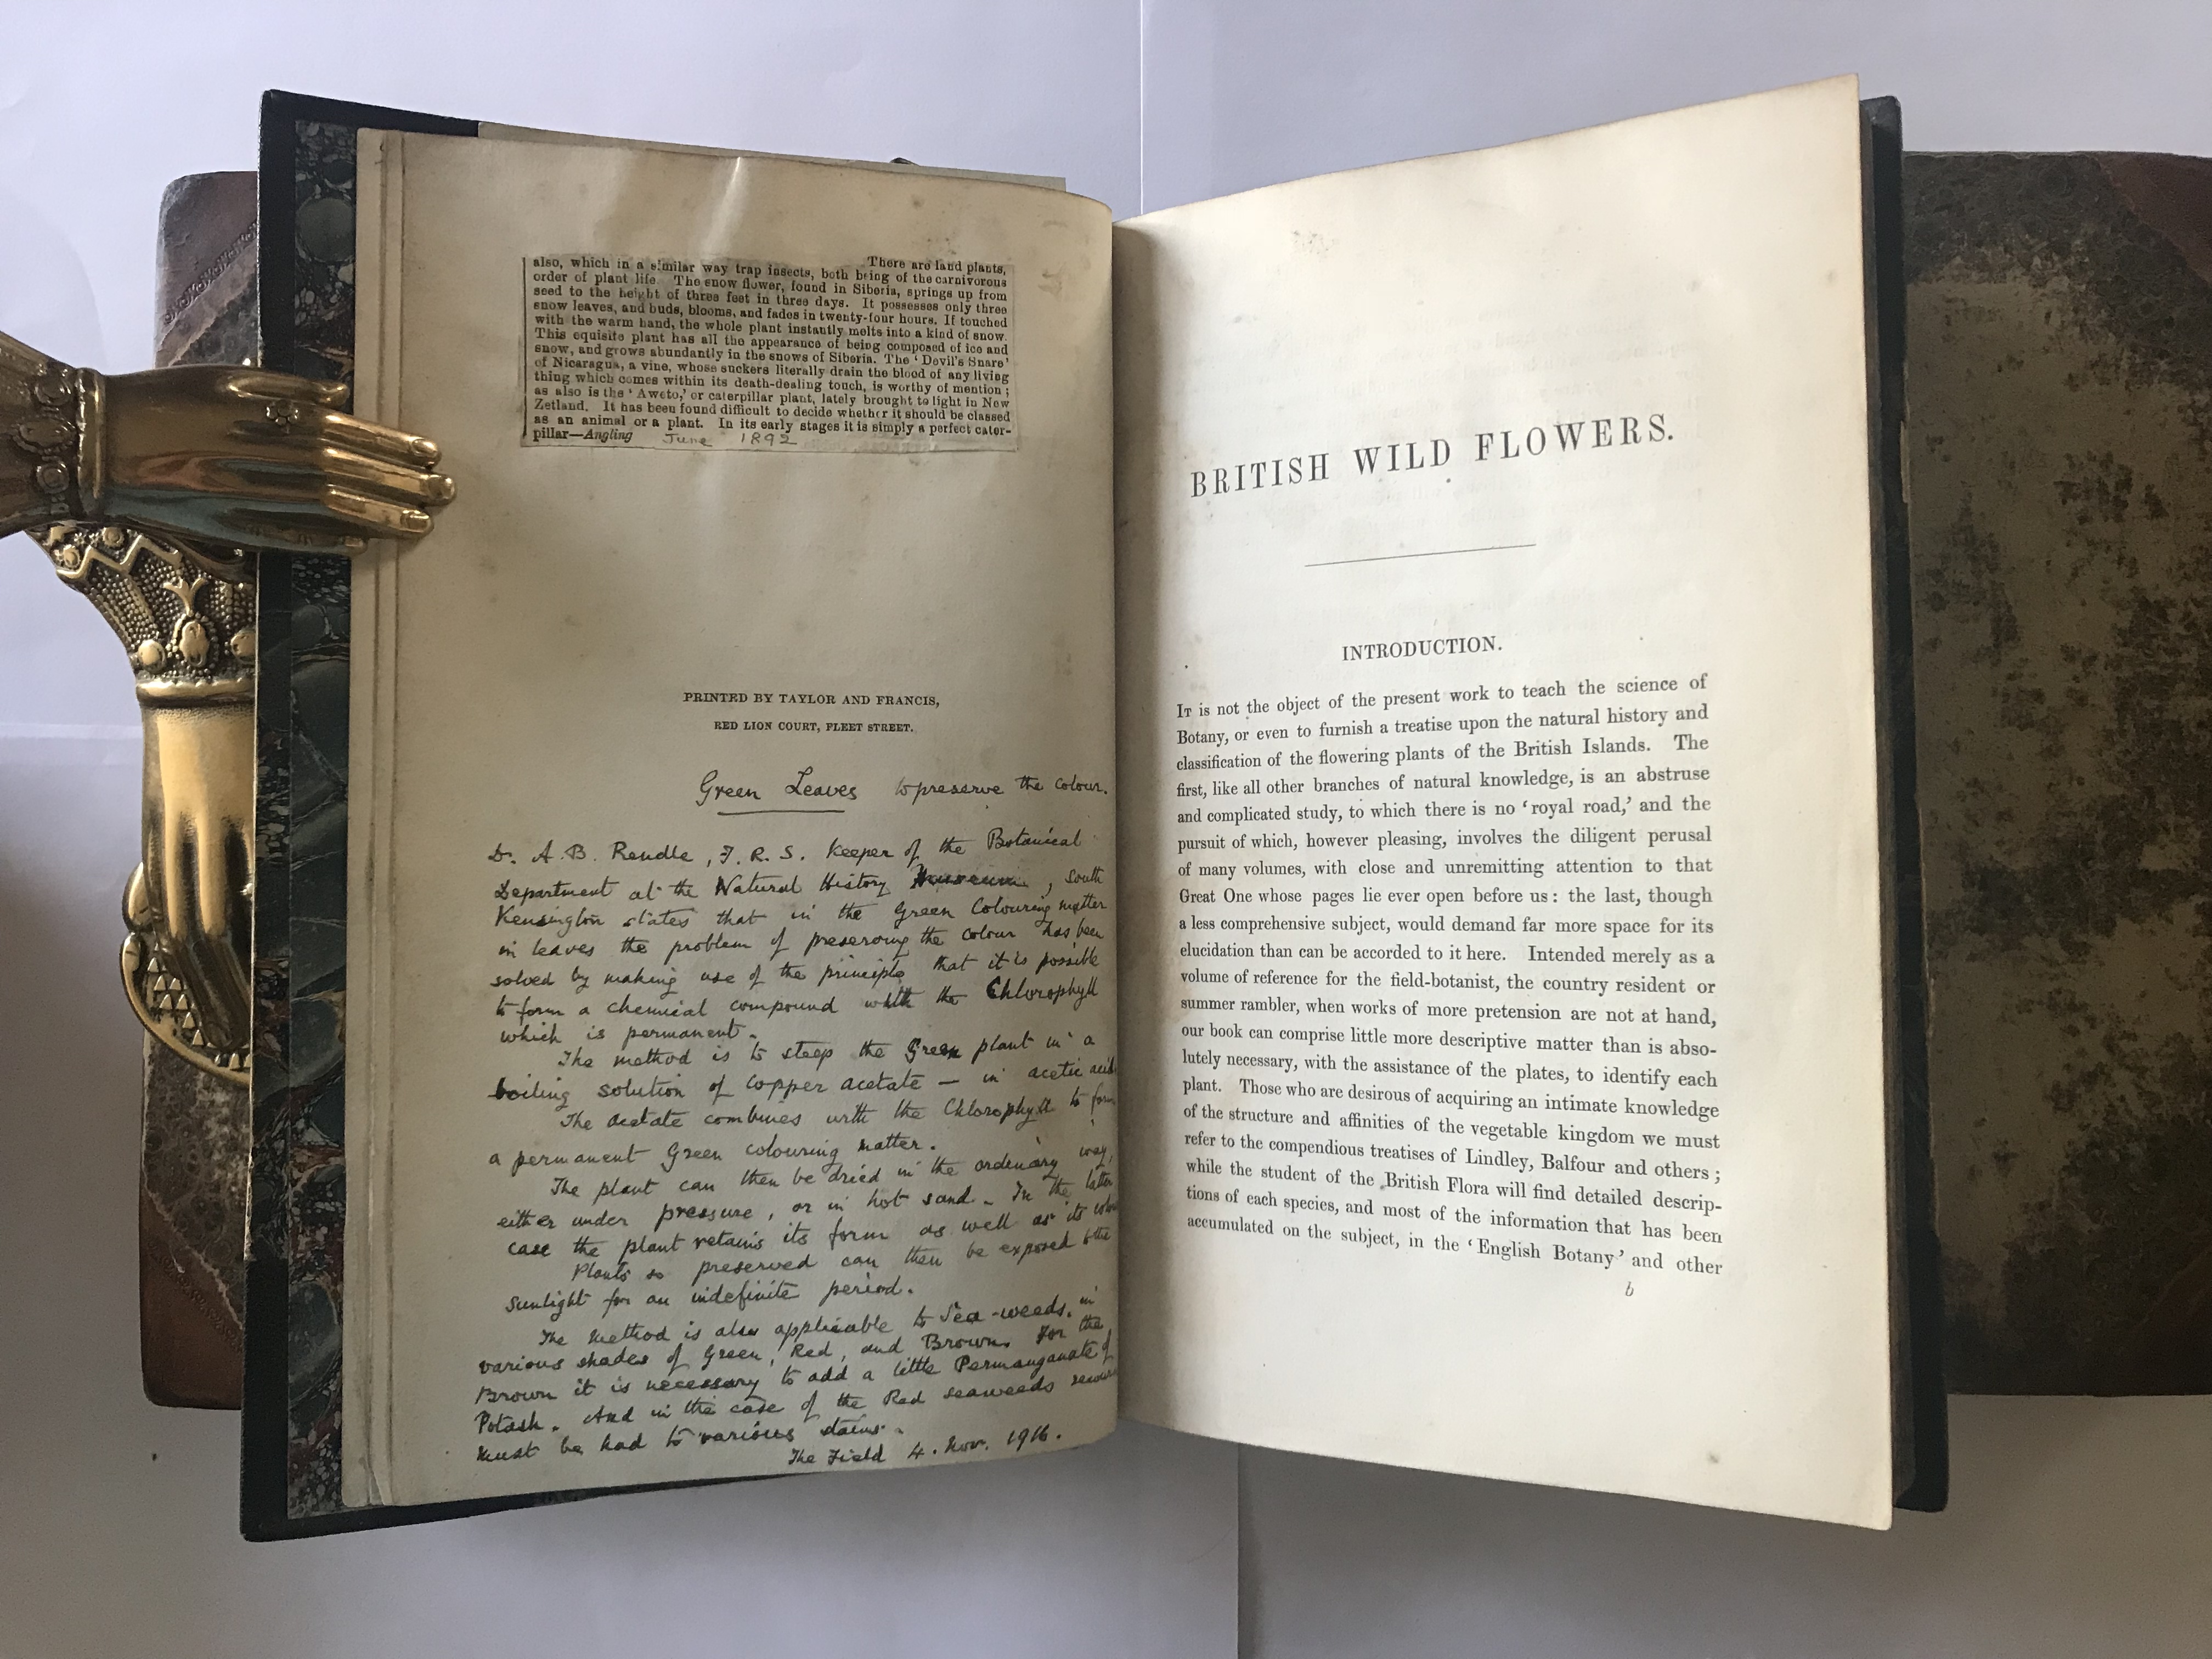 There are land plants,
also, which in a similar way trap insects, both being of the carnivorous
order of plant life. The snow flower, found in Siberia, springs up from
seed to the height of three feet in three days. It possesses only three
snow leaves, and buds, blooms, and fades in twenty-four hours. If touched
with the warm hand, the whole plant instantly melts into a kind of snow.
This equisite plant has all the appearance of being composed of ice and
snow, and grows abundantly in the snows of Siberia. The 'Devil's Snare'
of Nicaragua, a vine, whose suckers literally drain the blood of any living
thing which comes within its death-dealing touch, is worthy of mention;
as also is the 'Aweto,' or caterpillar plant, lately brought to light in New
Zetland. It has been found difficult to decide whether it should be classed
as an animal or a plant. In its early stages it is simply a perfect cater-
pillar—Angling June 1892
PRINTED BY TAYLOR AND FRANCIS,
RED LION COURT, FLEET STREET.
Green Leaves to preserve the colour.
Dr. A. B. Rendle, F. R. S. Keeper of the Botanical
Department at the Natural History Museum, South
Kensington states that in the Green Colouring matter
in leaves the problem of preserving the colour has been
solved by making use of the principle that it is possible
to form a chemical compound with the Chlorophyll
which is permanent.
The method is to steep the Green plant in a
boiling solution of copper acetate — in acetic acid
The acetate combines with the Chlorophyll to form
a permanent Green colouring matter.
The plant can then be dried in the ordinary way,
either under pressure, or in hot sand. In the latter
case the plant retains its form as well as its colour
Plants so preserved can then be exposed to the
Sunlight for an indefinite period.
The method is also applicable to Sea-weeds, in
various shades of Green, Red, and Brown. For the
Brown it is necessary to add a little Permanganate of
Potash. And in the case of the Red seaweeds
must be had to various stains.
The Field 4. Nov. 1916.
BRITISH WILD FLOWERS.
INTRODUCTION.
IT is not the object of the present work to teach the science of
Botany, or even to furnish a treatise upon the natural history and
classification of the flowering plants of the British Islands. The
first, like all other branches of natural knowledge, is an abstruse
and complicated study, to which there is no 'royal road,' and the
pursuit of which, however pleasing, involves the diligent perusal
of many volumes, with close and unremitting attention to that
Great One whose pages lie ever open before us: the last, though
a less comprehensive subject, would demand far more space for its
elucidation than can be accorded to it here. Intended merely as a
volume of reference for the field-botanist, the country resident or
summer rambler, when works of more pretension are not at hand,
our book can comprise little more descriptive matter than is abso-
lutely necessary, with the assistance of the plates, to identify each
plant. Those who are desirous of acquiring an intimate knowledge
of the structure and affinities of the vegetable kingdom we must
refer to the compendious treatises of Lindley, Balfour and others;
while the student of the British Flora will find detailed descrip-
tions of each species, and most of the information that has been
accumulated on the subject, in the 'English Botany' and other
b